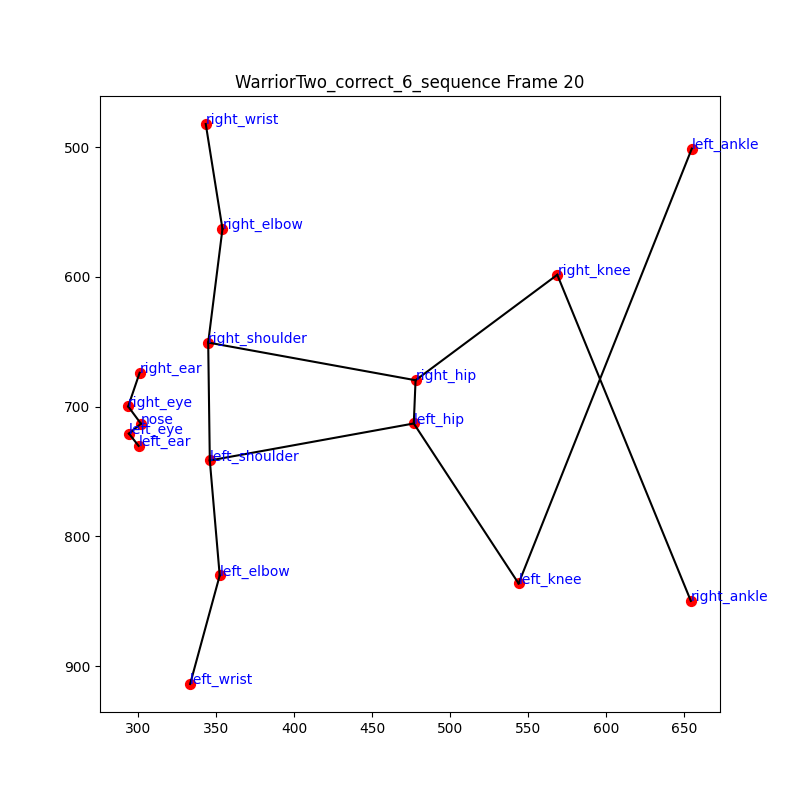 WarriorTwo_correct_6_sequence Frame 20
right_wrist
left_ankle
right_elbow
right_knee
right_shoulder
right_ear
right_hip
right_eye
nose
left_hip
left_eye
left_ear
left_shoulder
left_elbow
left_knee
right_ankle
left_wrist
500
600
700
800
900
300 350 400 450 500 550 600 650